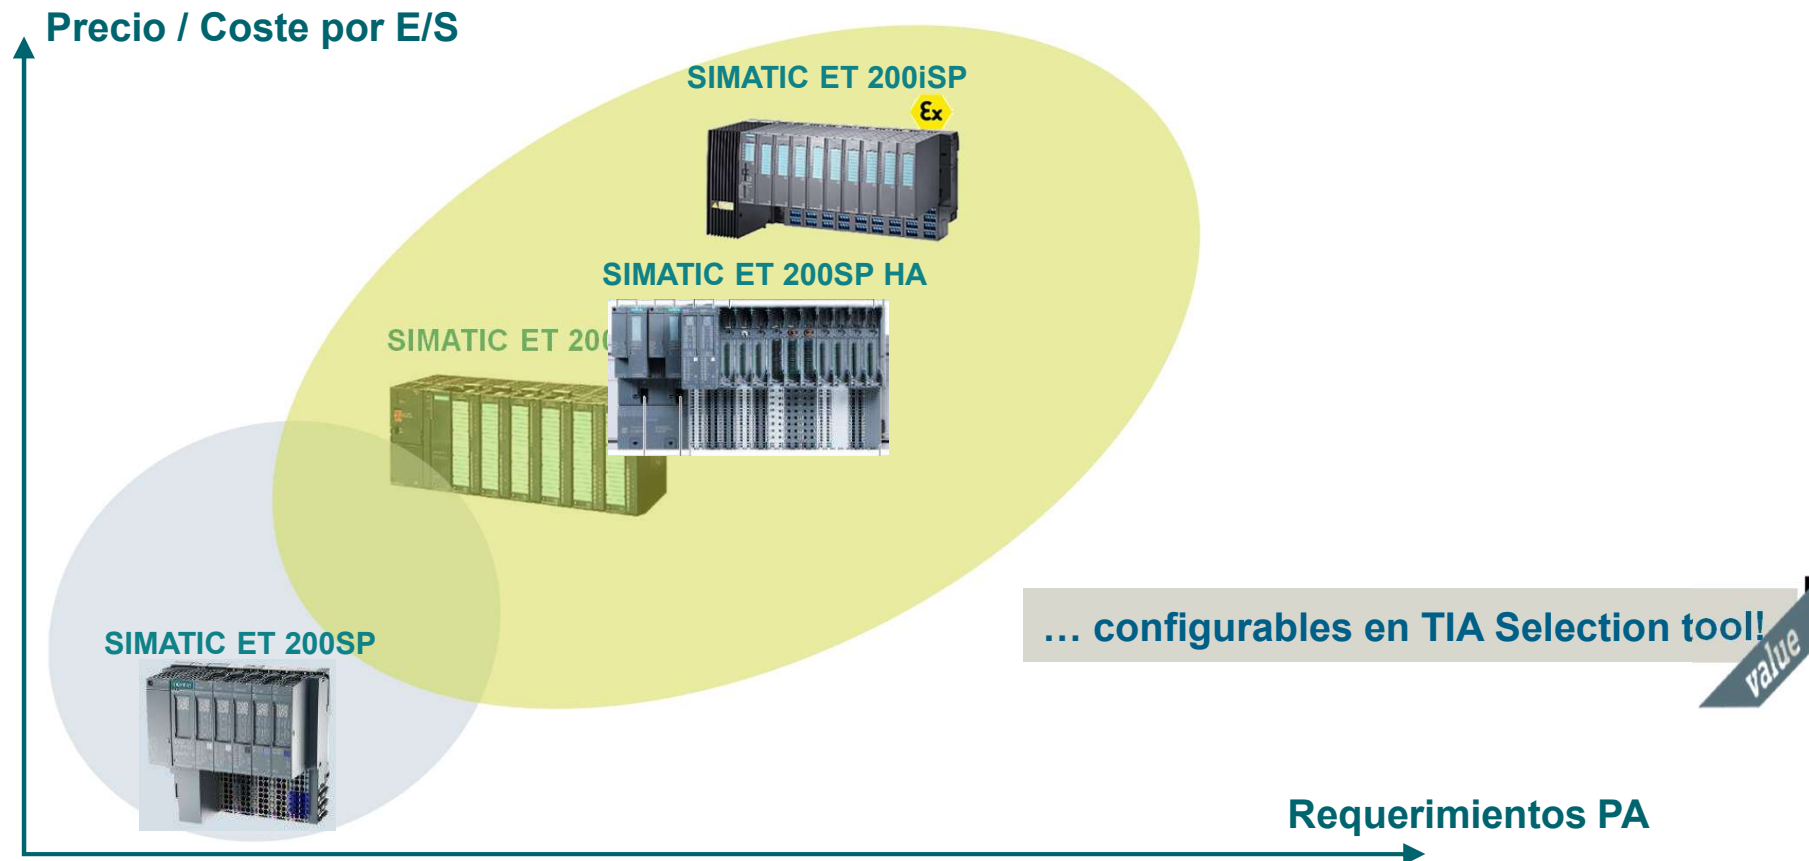 Precio / Coste por E/S
SIMATIC ET 200iSP
εx
SIMATIC ET 200SP HA
SIMATIC ET 20
SIMATIC ET 200SP
... configurables en TIA Selection tool!
value
Requerimientos PA